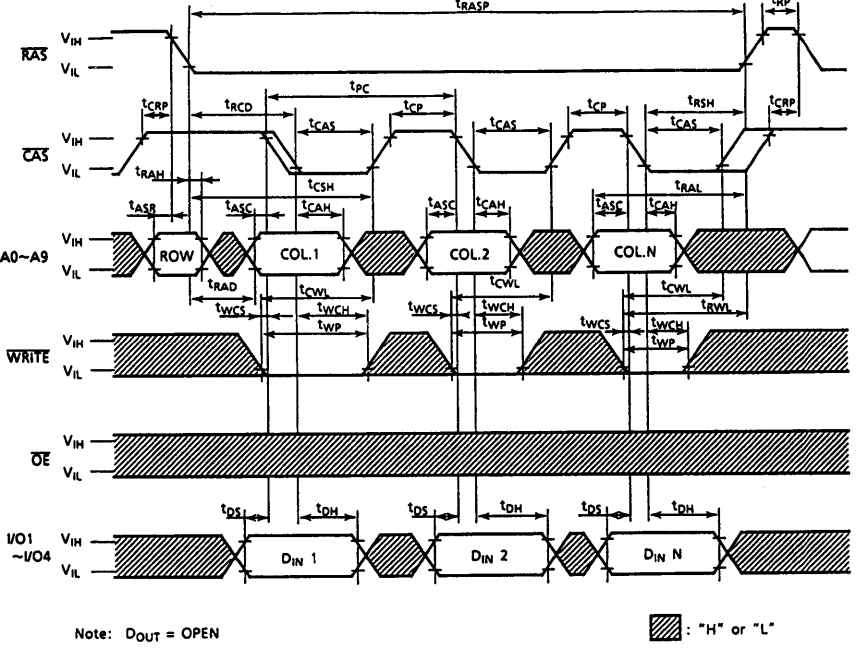 tRASP
tRP
RAS
VIH
VIL
tPC
tCRP
tRCD
tCP
tCP
tRSH
tCRP
tCAS
tCAS
tCAS
CAS
VIH
VIL
tRAH
tCSH
tRAL
tASR
tASC
tCAH
tASC
tCAH
tASC
tCAH
A0~A9
VIH
VIL
ROW
COL.1
COL.2
COL.N
tRAD
tCWL
tCWL
tCWL
tWCS
tWCH
tWCS
tWCH
tRWL
tWP
tWP
tWCS
tWCH
tWP
WRITE
VIH
VIL
OE
VIH
VIL
tDS
tDH
tDS
tDH
tDS
tDH
I/O1
~I/O4
VIH
VIL
DIN 1
DIN 2
DIN N
Note: DOUT = OPEN
: "H" or "L"